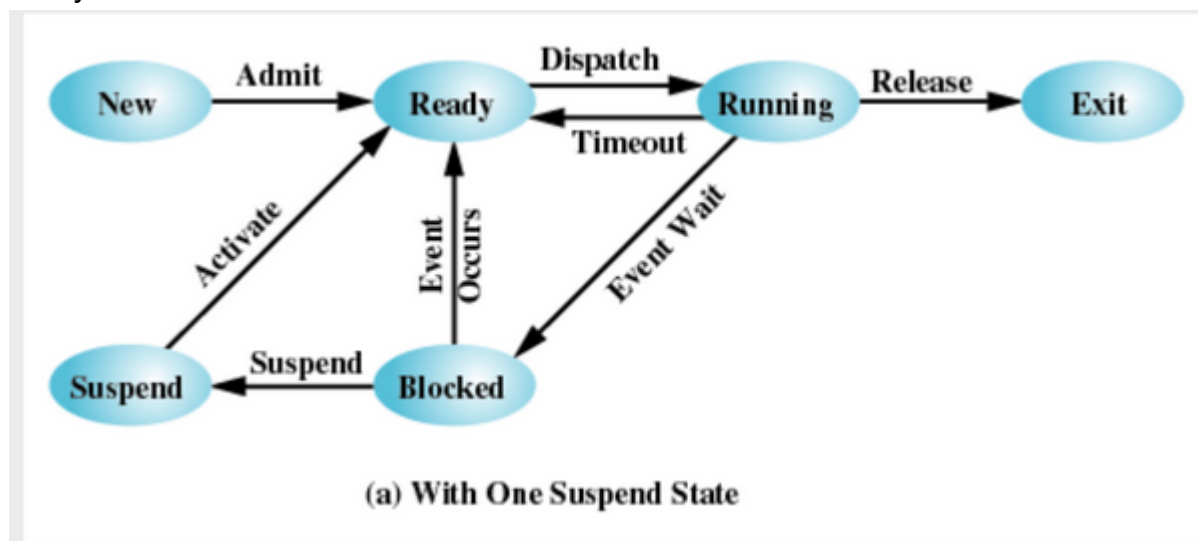 Admit
Dispatch
Release
New
Ready
Running
Exit
Timeout
Activate
Event
Occurs
Event Wait
Suspend
Suspend
Blocked
(a) With One Suspend State